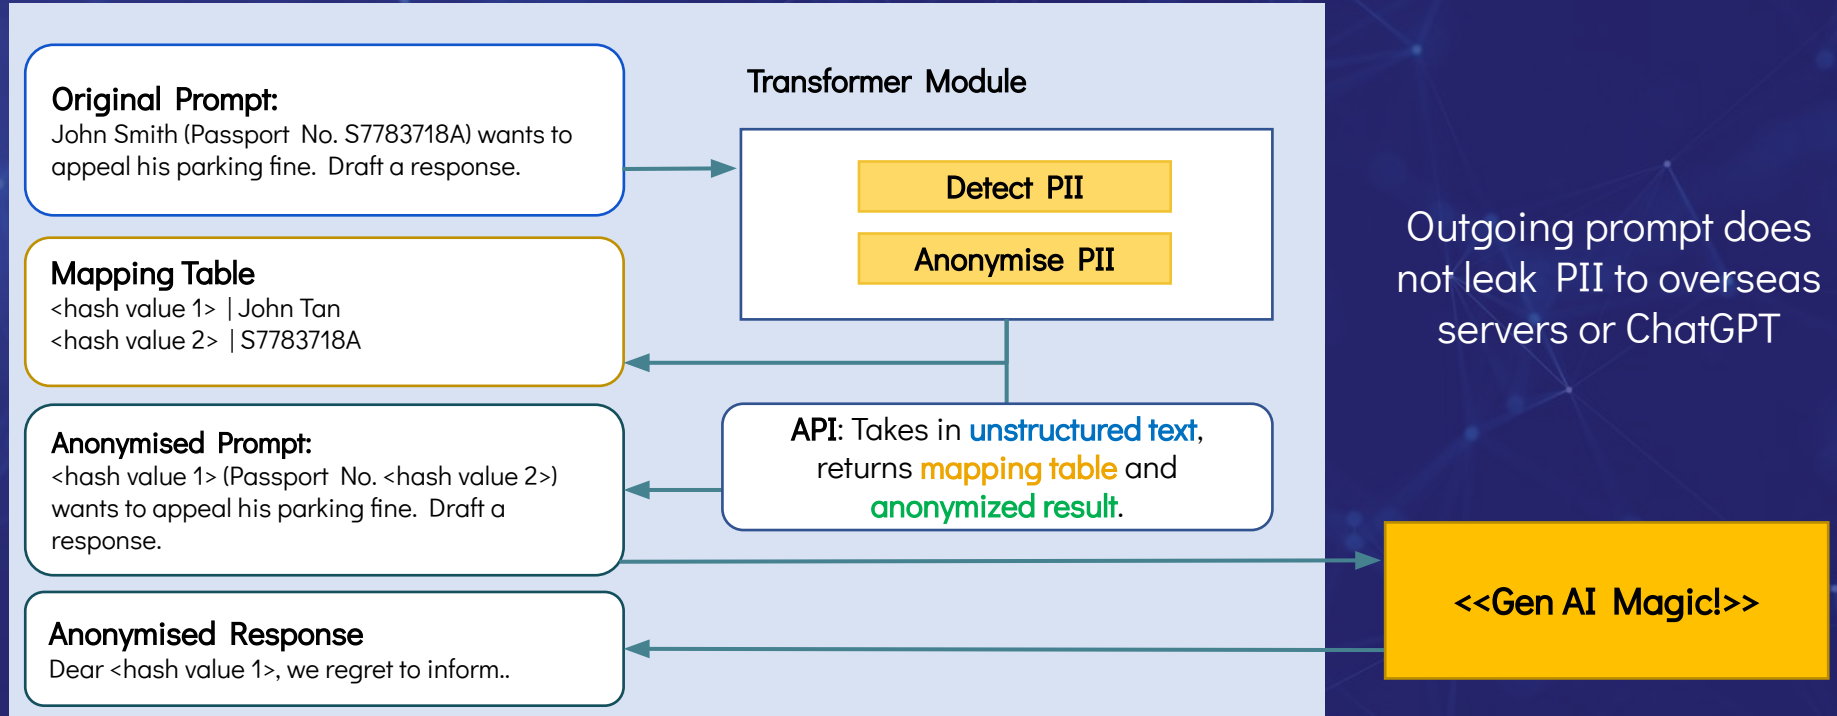 Original Prompt:
John Smith (Passport No. S7783718A) wants to
appeal his parking fine. Draft a response.
Transformer Module
Detect PII
Anonymise PII
Mapping Table
<hash value 1> | John Tan
<hash value 2> | S7783718A
Anonymised Prompt:
<hash value 1> (Passport No. <hash value 2>)
wants to appeal his parking fine. Draft a
response.
API: Takes in unstructured text,
returns mapping table and
anonymized result.
Anonymised Response
Dear <hash value 1>, we regret to inform..
Outgoing prompt does
not leak PII to overseas
servers or ChatGPT
<<Gen AI Magic!>>